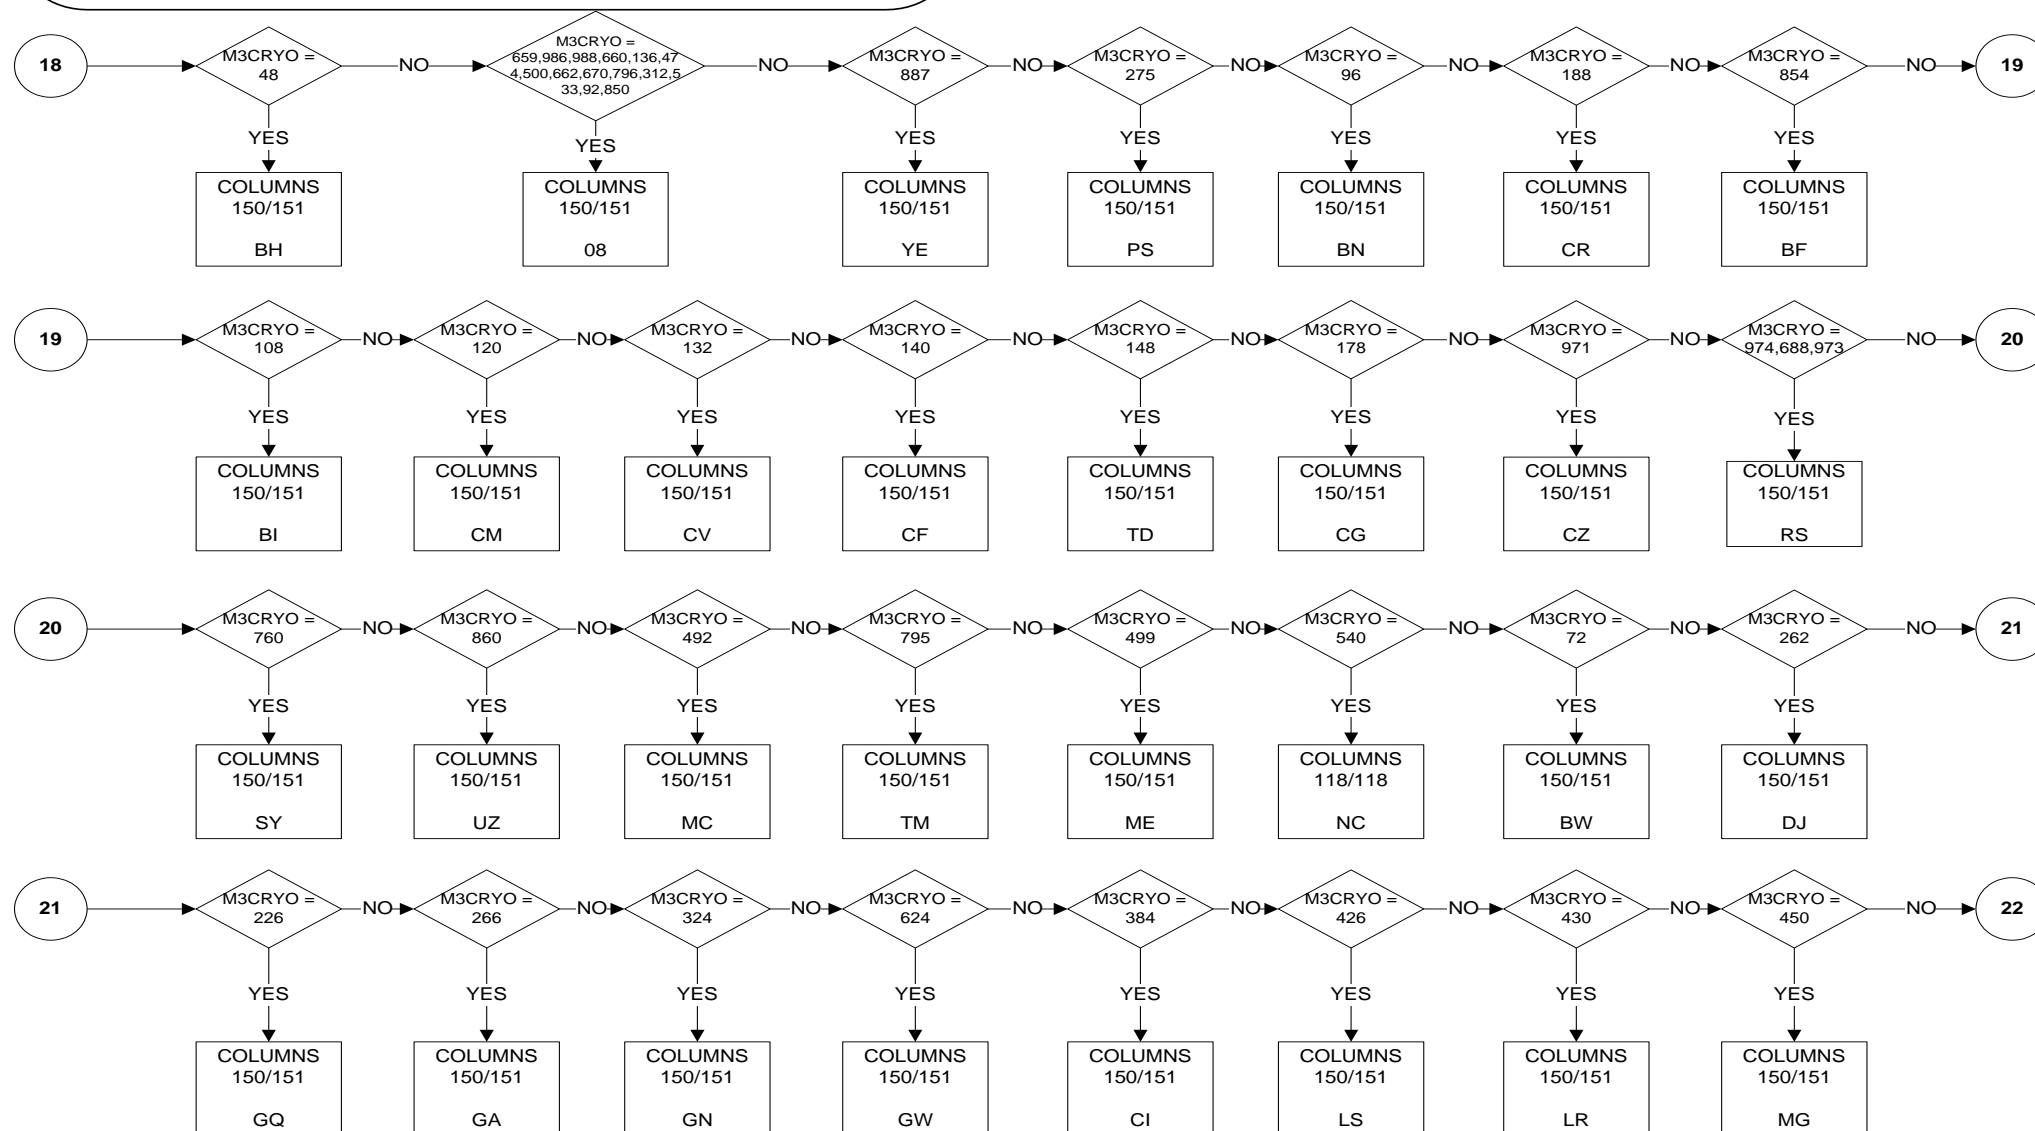 18
M3CRYO =
48
NO
M3CRYO =
659,986,988,660,136,47
4,500,662,670,796,312,5
33,92,850
NO
M3CRYO =
887
NO
M3CRYO =
275
NO
M3CRYO =
96
NO
M3CRYO =
188
NO
M3CRYO =
854
NO
19
YES
YES
YES
YES
YES
YES
YES
COLUMNS
150/151
BH
COLUMNS
150/151
08
COLUMNS
150/151
YE
COLUMNS
150/151
PS
COLUMNS
150/151
BN
COLUMNS
150/151
CR
COLUMNS
150/151
BF
19
M3CRYO =
108
NO
M3CRYO =
120
NO
M3CRYO =
132
NO
M3CRYO =
140
NO
M3CRYO =
148
NO
M3CRYO =
178
NO
M3CRYO =
971
NO
M3CRYO =
974,688,973
NO
20
YES
YES
YES
YES
YES
YES
YES
YES
COLUMNS
150/151
BI
COLUMNS
150/151
CM
COLUMNS
150/151
CV
COLUMNS
150/151
CF
COLUMNS
150/151
TD
COLUMNS
150/151
CG
COLUMNS
150/151
CZ
COLUMNS
150/151
RS
20
M3CRYO =
760
NO
M3CRYO =
860
NO
M3CRYO =
492
NO
M3CRYO =
795
NO
M3CRYO =
499
NO
M3CRYO =
540
NO
M3CRYO =
72
NO
M3CRYO =
262
NO
21
YES
YES
YES
YES
YES
YES
YES
YES
COLUMNS
150/151
SY
COLUMNS
150/151
UZ
COLUMNS
150/151
MC
COLUMNS
150/151
TM
COLUMNS
150/151
ME
COLUMNS
118/118
NC
COLUMNS
150/151
BW
COLUMNS
150/151
DJ
21
M3CRYO =
226
NO
M3CRYO =
266
NO
M3CRYO =
324
NO
M3CRYO =
624
NO
M3CRYO =
384
NO
M3CRYO =
426
NO
M3CRYO =
430
NO
M3CRYO =
450
NO
22
YES
YES
YES
YES
YES
YES
YES
YES
COLUMNS
150/151
GQ
COLUMNS
150/151
GA
COLUMNS
150/151
GN
COLUMNS
150/151
GW
COLUMNS
150/151
CI
COLUMNS
150/151
LS
COLUMNS
150/151
LR
COLUMNS
150/151
MG